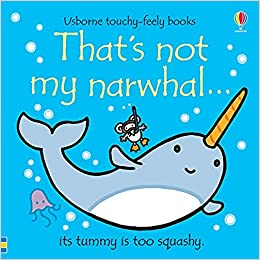 Usborne touchy-feely books
That's not
my narwhal...
its tummy is too squashy.